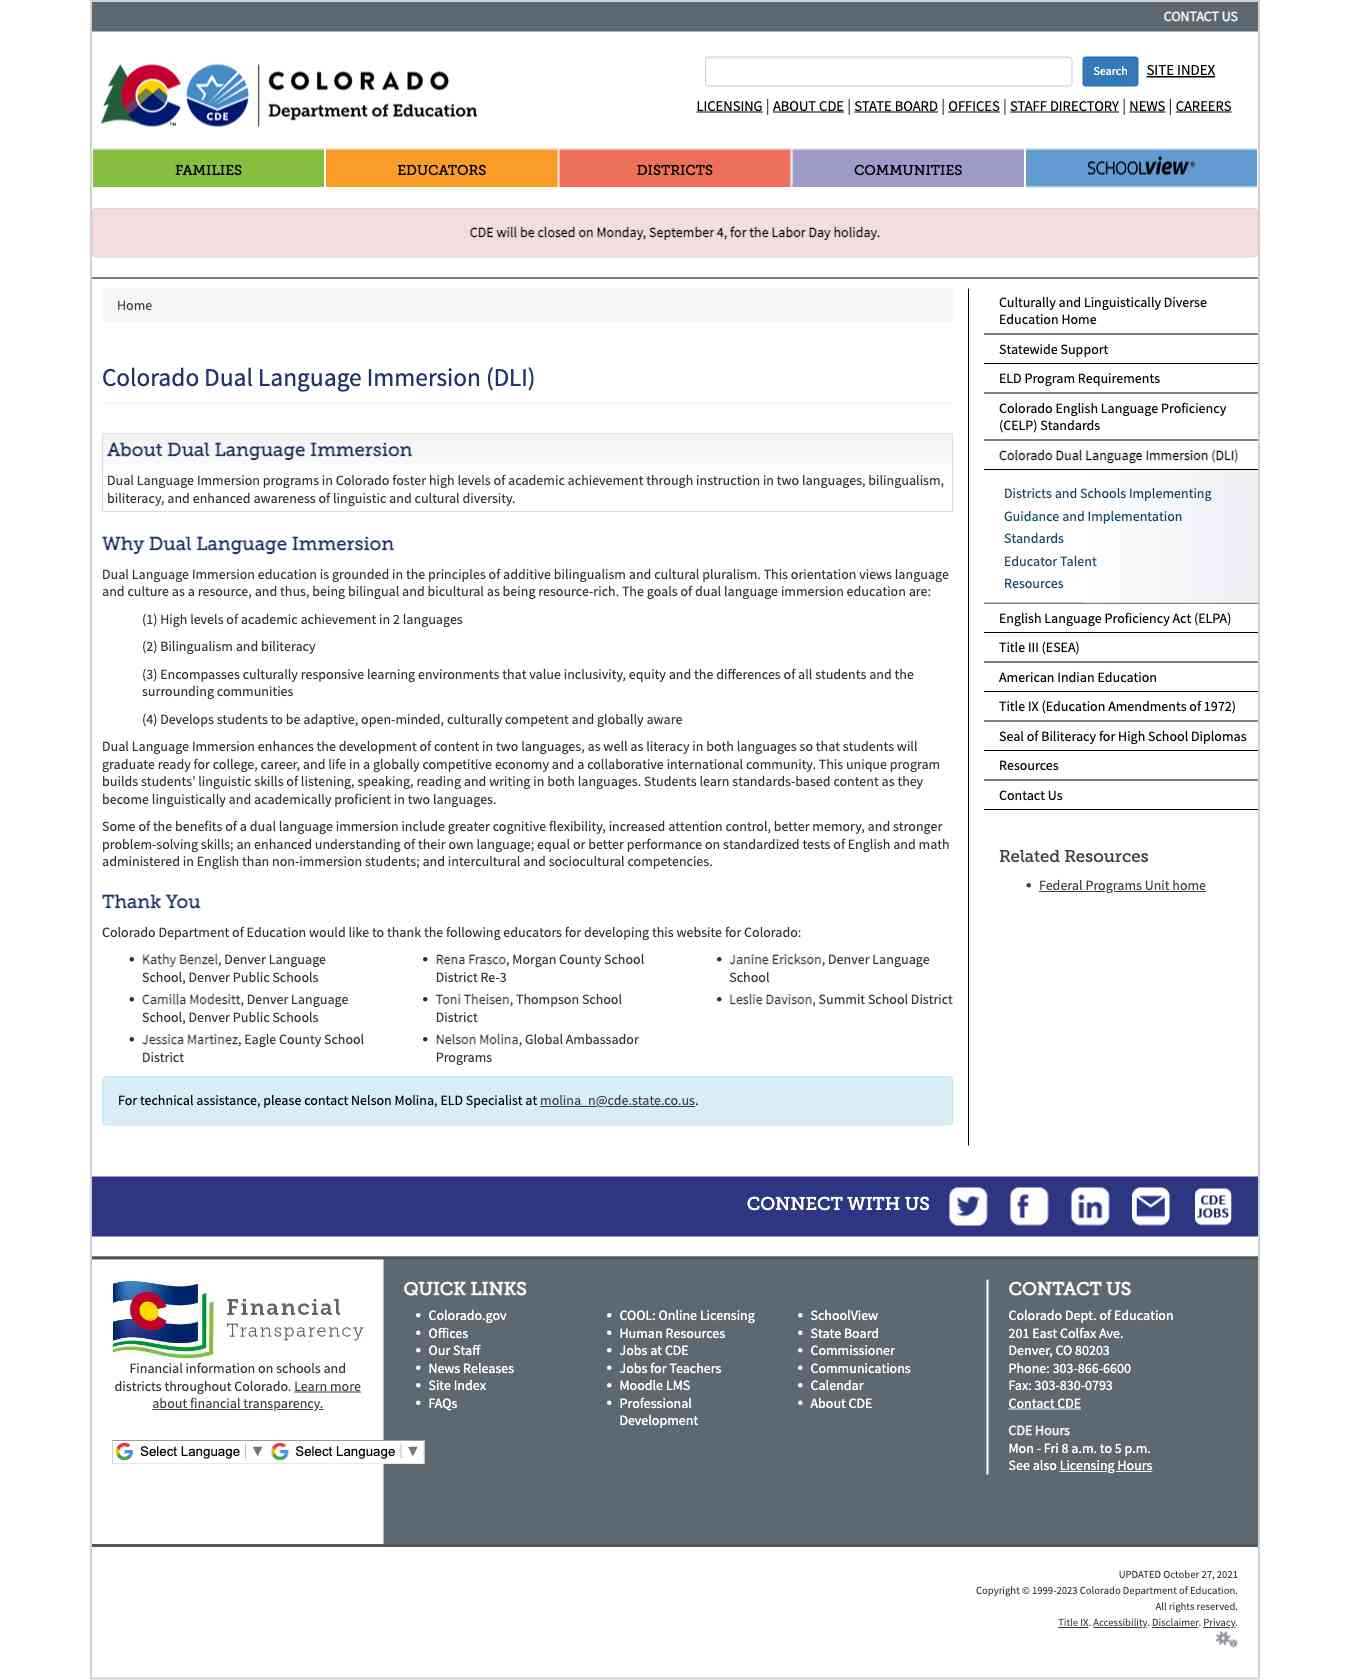 CONTACT US
COLORADO
Department of Education
CDE
TM
Search
SITE INDEX
LICENSING | ABOUT CDE | STATE BOARD | OFFICES | STAFF DIRECTORY | NEWS | CAREERS
FAMILIES
EDUCATORS
DISTRICTS
COMMUNITIES
SCHOOLview®
CDE will be closed on Monday, September 4, for the Labor Day holiday.
Home
Colorado Dual Language Immersion (DLI)
About Dual Language Immersion
Dual Language Immersion programs in Colorado foster high levels of academic achievement through instruction in two languages, bilingualism,
biliteracy, and enhanced awareness of linguistic and cultural diversity.
Why Dual Language Immersion
Dual Language Immersion education is grounded in the principles of additive bilingualism and cultural pluralism. This orientation views language
and culture as a resource, and thus, being bilingual and bicultural as being resource-rich. The goals of dual language immersion education are:
(1) High levels of academic achievement in 2 languages
(2) Bilingualism and biliteracy
(3) Encompasses culturally responsive learning environments that value inclusivity, equity and the differences of all students and the
surrounding communities
(4) Develops students to be adaptive, open-minded, culturally competent and globally aware
Dual Language Immersion enhances the development of content in two languages, as well as literacy in both languages so that students will
graduate ready for college, career, and life in a globally competitive economy and a collaborative international community. This unique program
builds students' linguistic skills of listening, speaking, reading and writing in both languages. Students learn standards-based content as they
become linguistically and academically proficient in two languages.
Some of the benefits of a dual language immersion include greater cognitive flexibility, increased attention control, better memory, and stronger
problem-solving skills; an enhanced understanding of their own language; equal or better performance on standardized tests of English and math
administered in English than non-immersion students; and intercultural and sociocultural competencies.
Thank You
Colorado Department of Education would like to thank the following educators for developing this website for Colorado:
• Kathy Benzel, Denver Language
School, Denver Public Schools
• Camilla Modesitt, Denver Language
School, Denver Public Schools
• Jessica Martinez, Eagle County School
District
• Rena Frasco, Morgan County School
District Re-3
• Toni Theisen, Thompson School
District
• Nelson Molina, Global Ambassador
Programs
• Janine Erickson, Denver Language
School
• Leslie Davison, Summit School District
For technical assistance, please contact Nelson Molina, ELD Specialist at molina_n@cde.state.co.us.
Culturally and Linguistically Diverse
Education Home
Statewide Support
ELD Program Requirements
Colorado English Language Proficiency
(CELP) Standards
Colorado Dual Language Immersion (DLI)
Districts and Schools Implementing
Guidance and Implementation
Standards
Educator Talent
Resources
English Language Proficiency Act (ELPA)
Title III (ESEA)
American Indian Education
Title IX (Education Amendments of 1972)
Seal of Biliteracy for High School Diplomas
Resources
Contact Us
Related Resources
• Federal Programs Unit home
CONNECT WITH US
in
CDE
JOBS
Financial
Transparency
Financial information on schools and
districts throughout Colorado. Learn more
about financial transparency.
Select Language ▼
Select Language ▼
QUICK LINKS
• Colorado.gov
• Offices
• Our Staff
• News Releases
• Site Index
• FAQs
• COOL: Online Licensing
• Human Resources
• Jobs at CDE
• Jobs for Teachers
• Moodle LMS
• Professional
Development
• SchoolView
• State Board
• Commissioner
• Communications
• Calendar
• About CDE
CONTACT US
Colorado Dept. of Education
201 East Colfax Ave.
Denver, CO 80203
Phone: 303-866-6600
Fax: 303-830-0793
Contact CDE
CDE Hours
Mon - Fri 8 a.m. to 5 p.m.
See also Licensing Hours
UPDATED October 27, 2021
Copyright © 1999-2023 Colorado Department of Education.
All rights reserved.
Title IX. Accessibility. Disclaimer. Privacy.